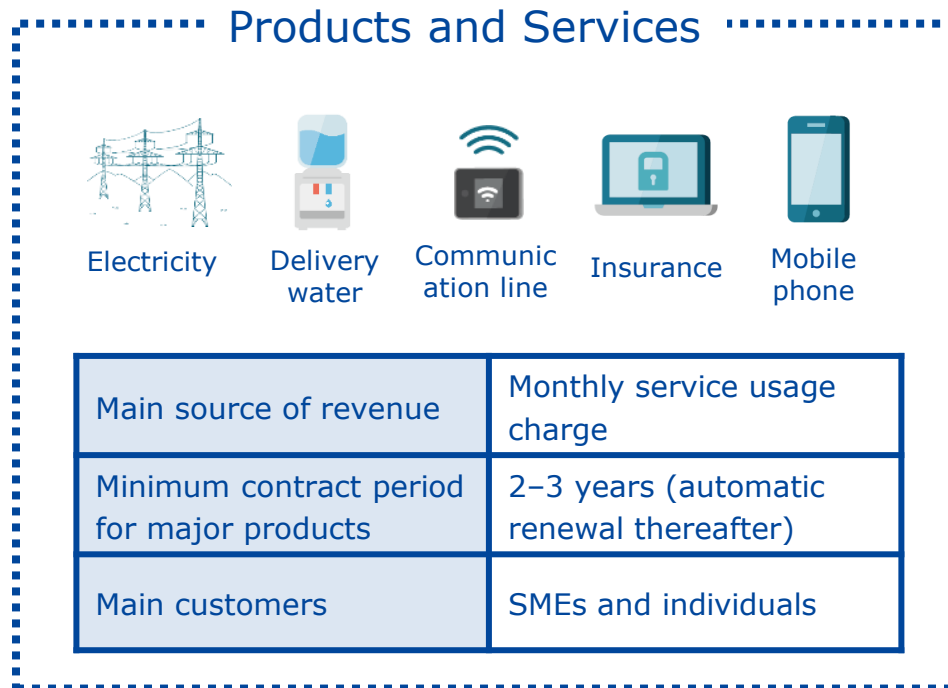 Products and Services
Electricity
Delivery
water
Communic
ation line
Insurance
Mobile
phone
Main source of revenue
Monthly service usage
charge
Minimum contract period
for major products
2–3 years (automatic
renewal thereafter)
Main customers
SMEs and individuals